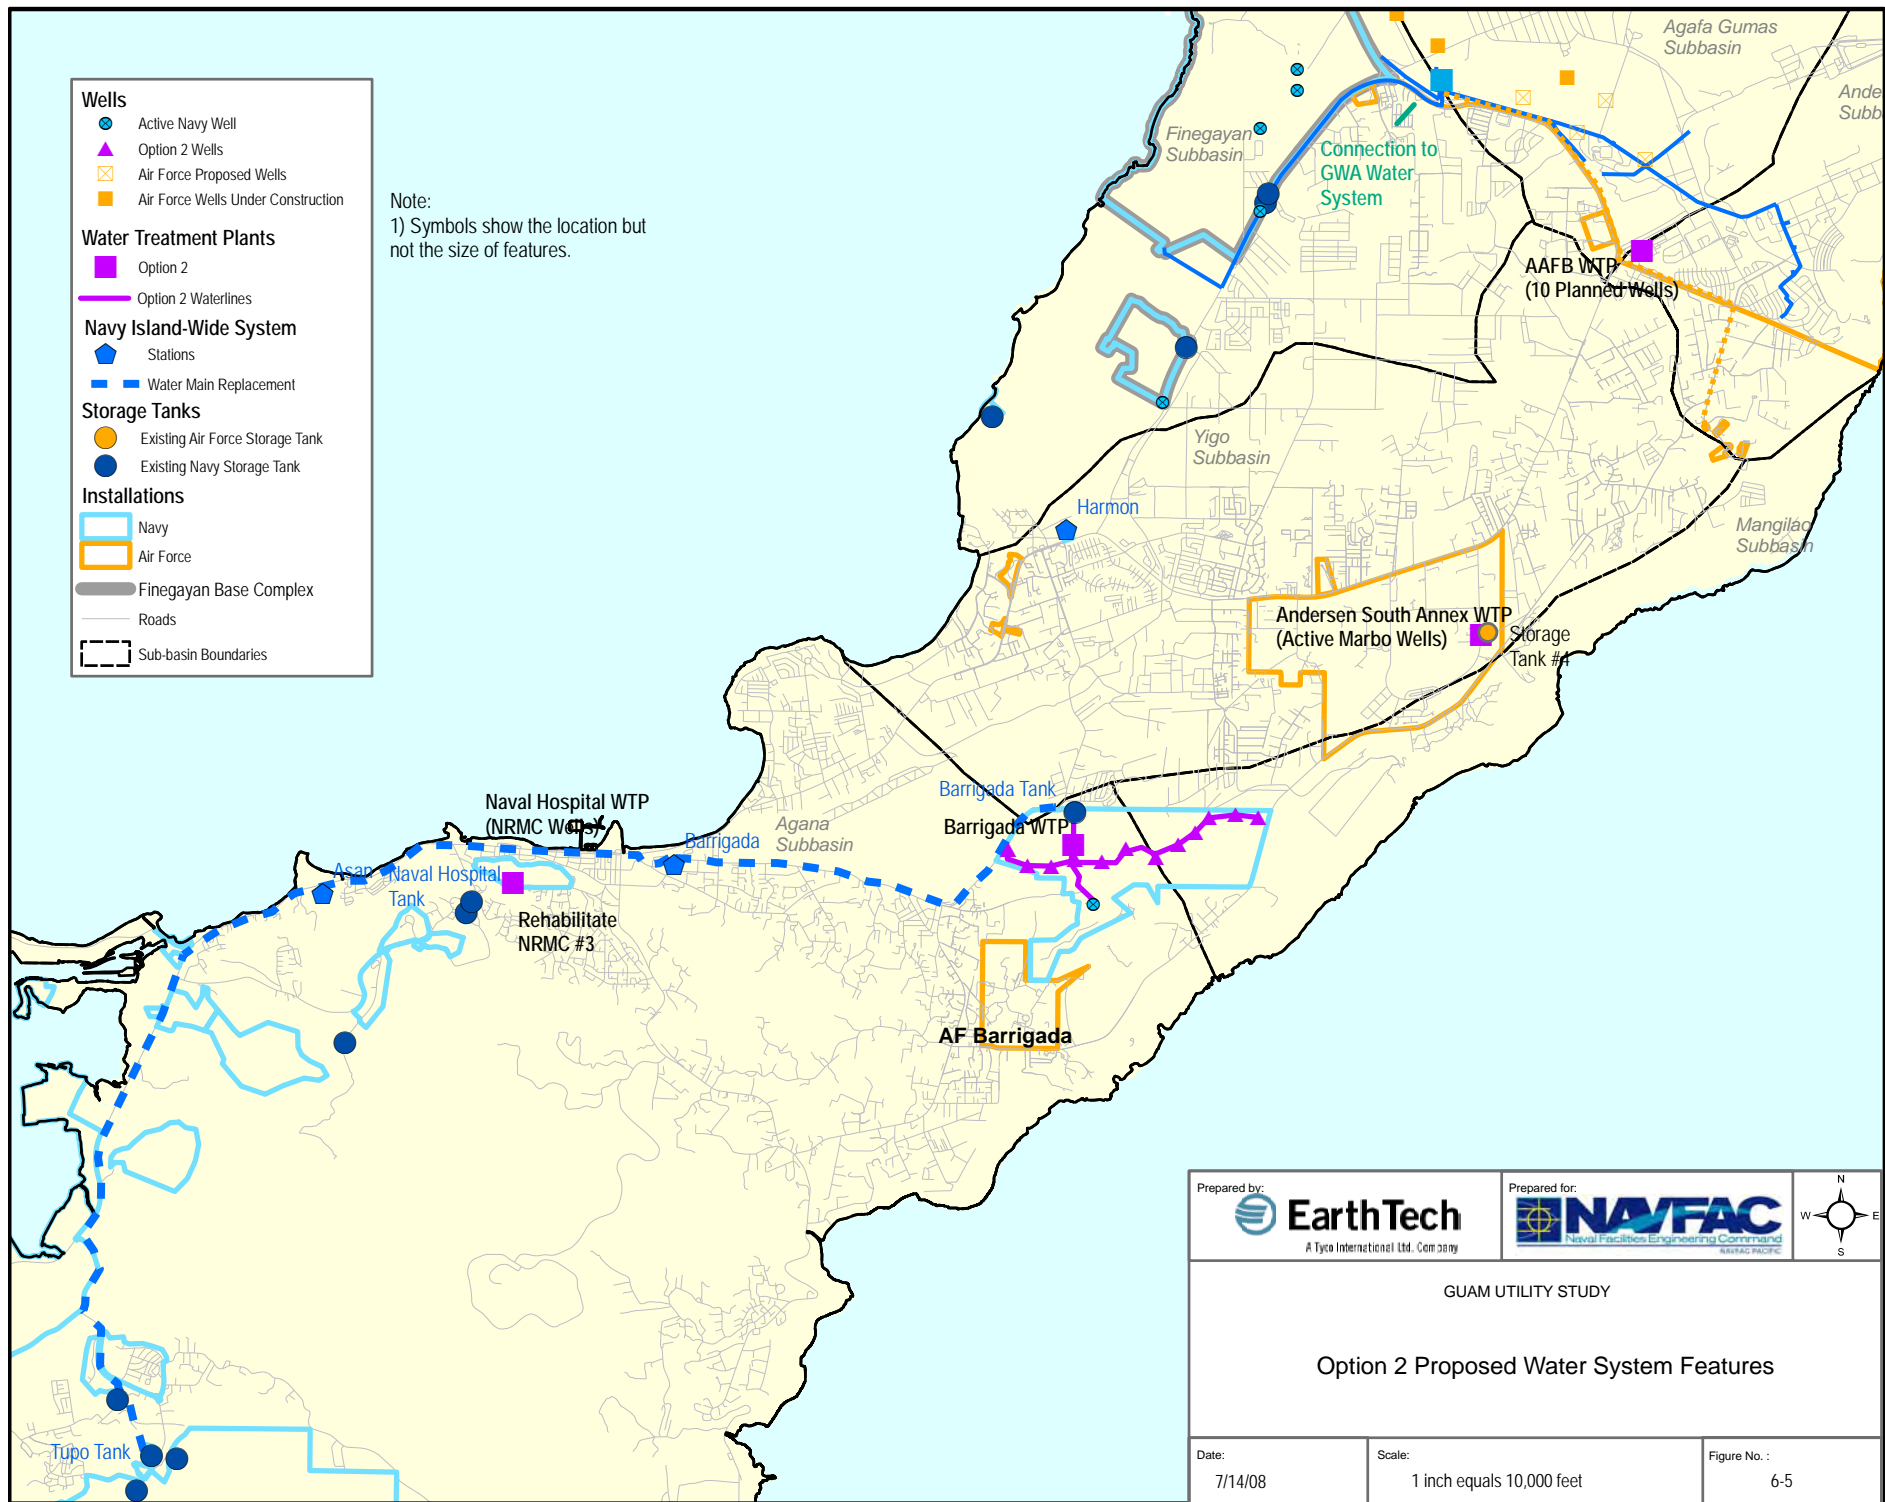 Wells
Active Navy Well
Option 2 Wells
Air Force Proposed Wells
Air Force Wells Under Construction
Water Treatment Plants
Option 2
Option 2 Waterlines
Navy Island-Wide System
Stations
Water Main Replacement
Storage Tanks
Existing Air Force Storage Tank
Existing Navy Storage Tank
Installations
Navy
Air Force
Finegayan Base Complex
Roads
Sub-basin Boundaries
Note:
1) Symbols show the location but
not the size of features.
Agafa Gumas
Subbasin
Ande
Subb
Finegayan
Subbasin
Connection to
GWA Water
System
AAFB WTP
(10 Planned Wells)
Yigo
Subbasin
Harmon
Mangilao
Subbasin
Andersen South Annex WTP
(Active Marbo Wells)
Storage
Tank #4
Barrigada Tank
Barrigada WTP
Naval Hospital WTP
(NRMC Wells)
Agana
Subbasin
Barrigada
Asan
Naval Hospital
Tank
Rehabilitate
NRMC #3
AF Barrigada
Tupo Tank
Prepared by:
EarthTech
A Tyco International Ltd. Company
Prepared for:
NAVFAC
Naval Facilities Engineering Command
NAVFAC PACIFIC
N
W
E
S
GUAM UTILITY STUDY
Option 2 Proposed Water System Features
Date:
7/14/08
Scale:
1 inch equals 10,000 feet
Figure No. :
6-5